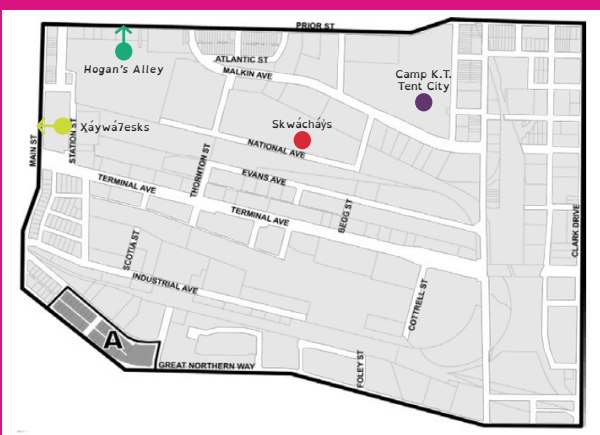 PRIOR ST
Hogan's Alley
ATLANTIC ST
MALKIN AVE
Camp K.T.
Tent City
X̱áywá7esks
Skwácháy̓s
MAIN ST
STATION ST
NATIONAL AVE
THORNTON ST
EVANS AVE
TERMINAL AVE
TERMINAL AVE
BEGG ST
CLARK DRIVE
SCOTIA ST
INDUSTRIAL AVE
COTTRELL ST
A
GREAT NORTHERN WAY
FOLEY ST